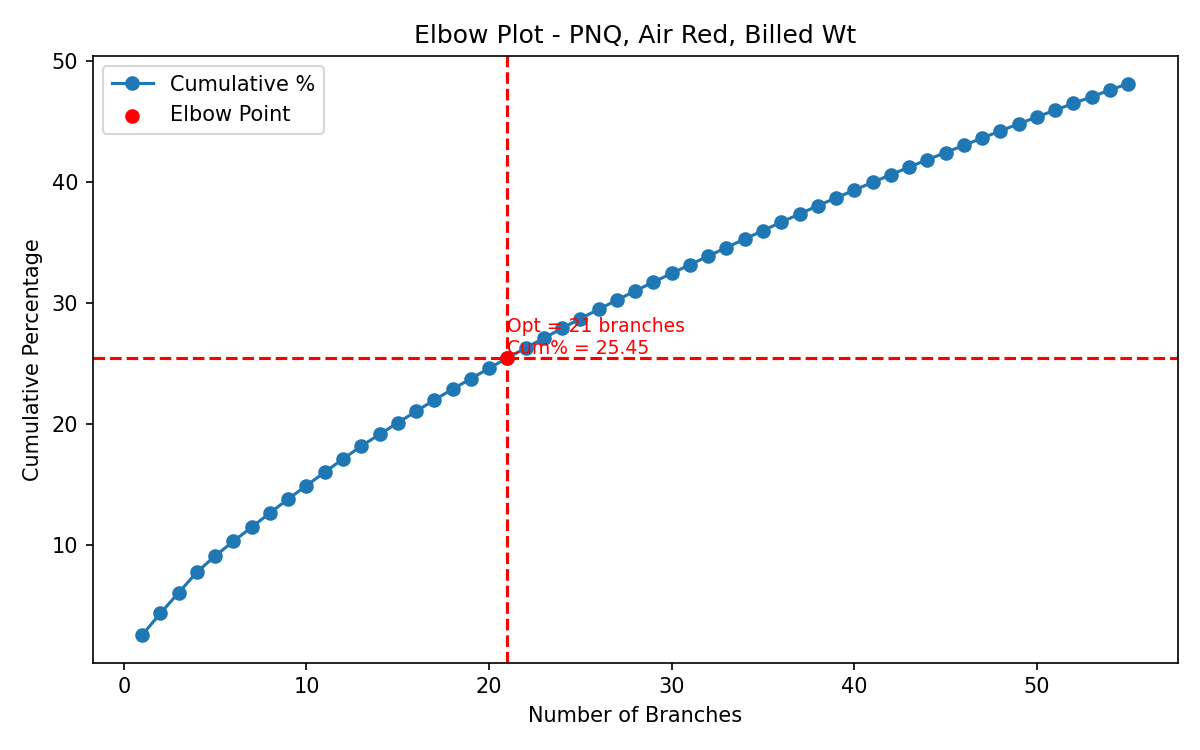 Elbow Plot - PNQ, Air Red, Billed Wt
Cumulative %
Elbow Point
Cumulative Percentage
50
40
30
20
10
Opt = 21 branches
Cum% = 25.45
0
10
20
30
40
50
Number of Branches